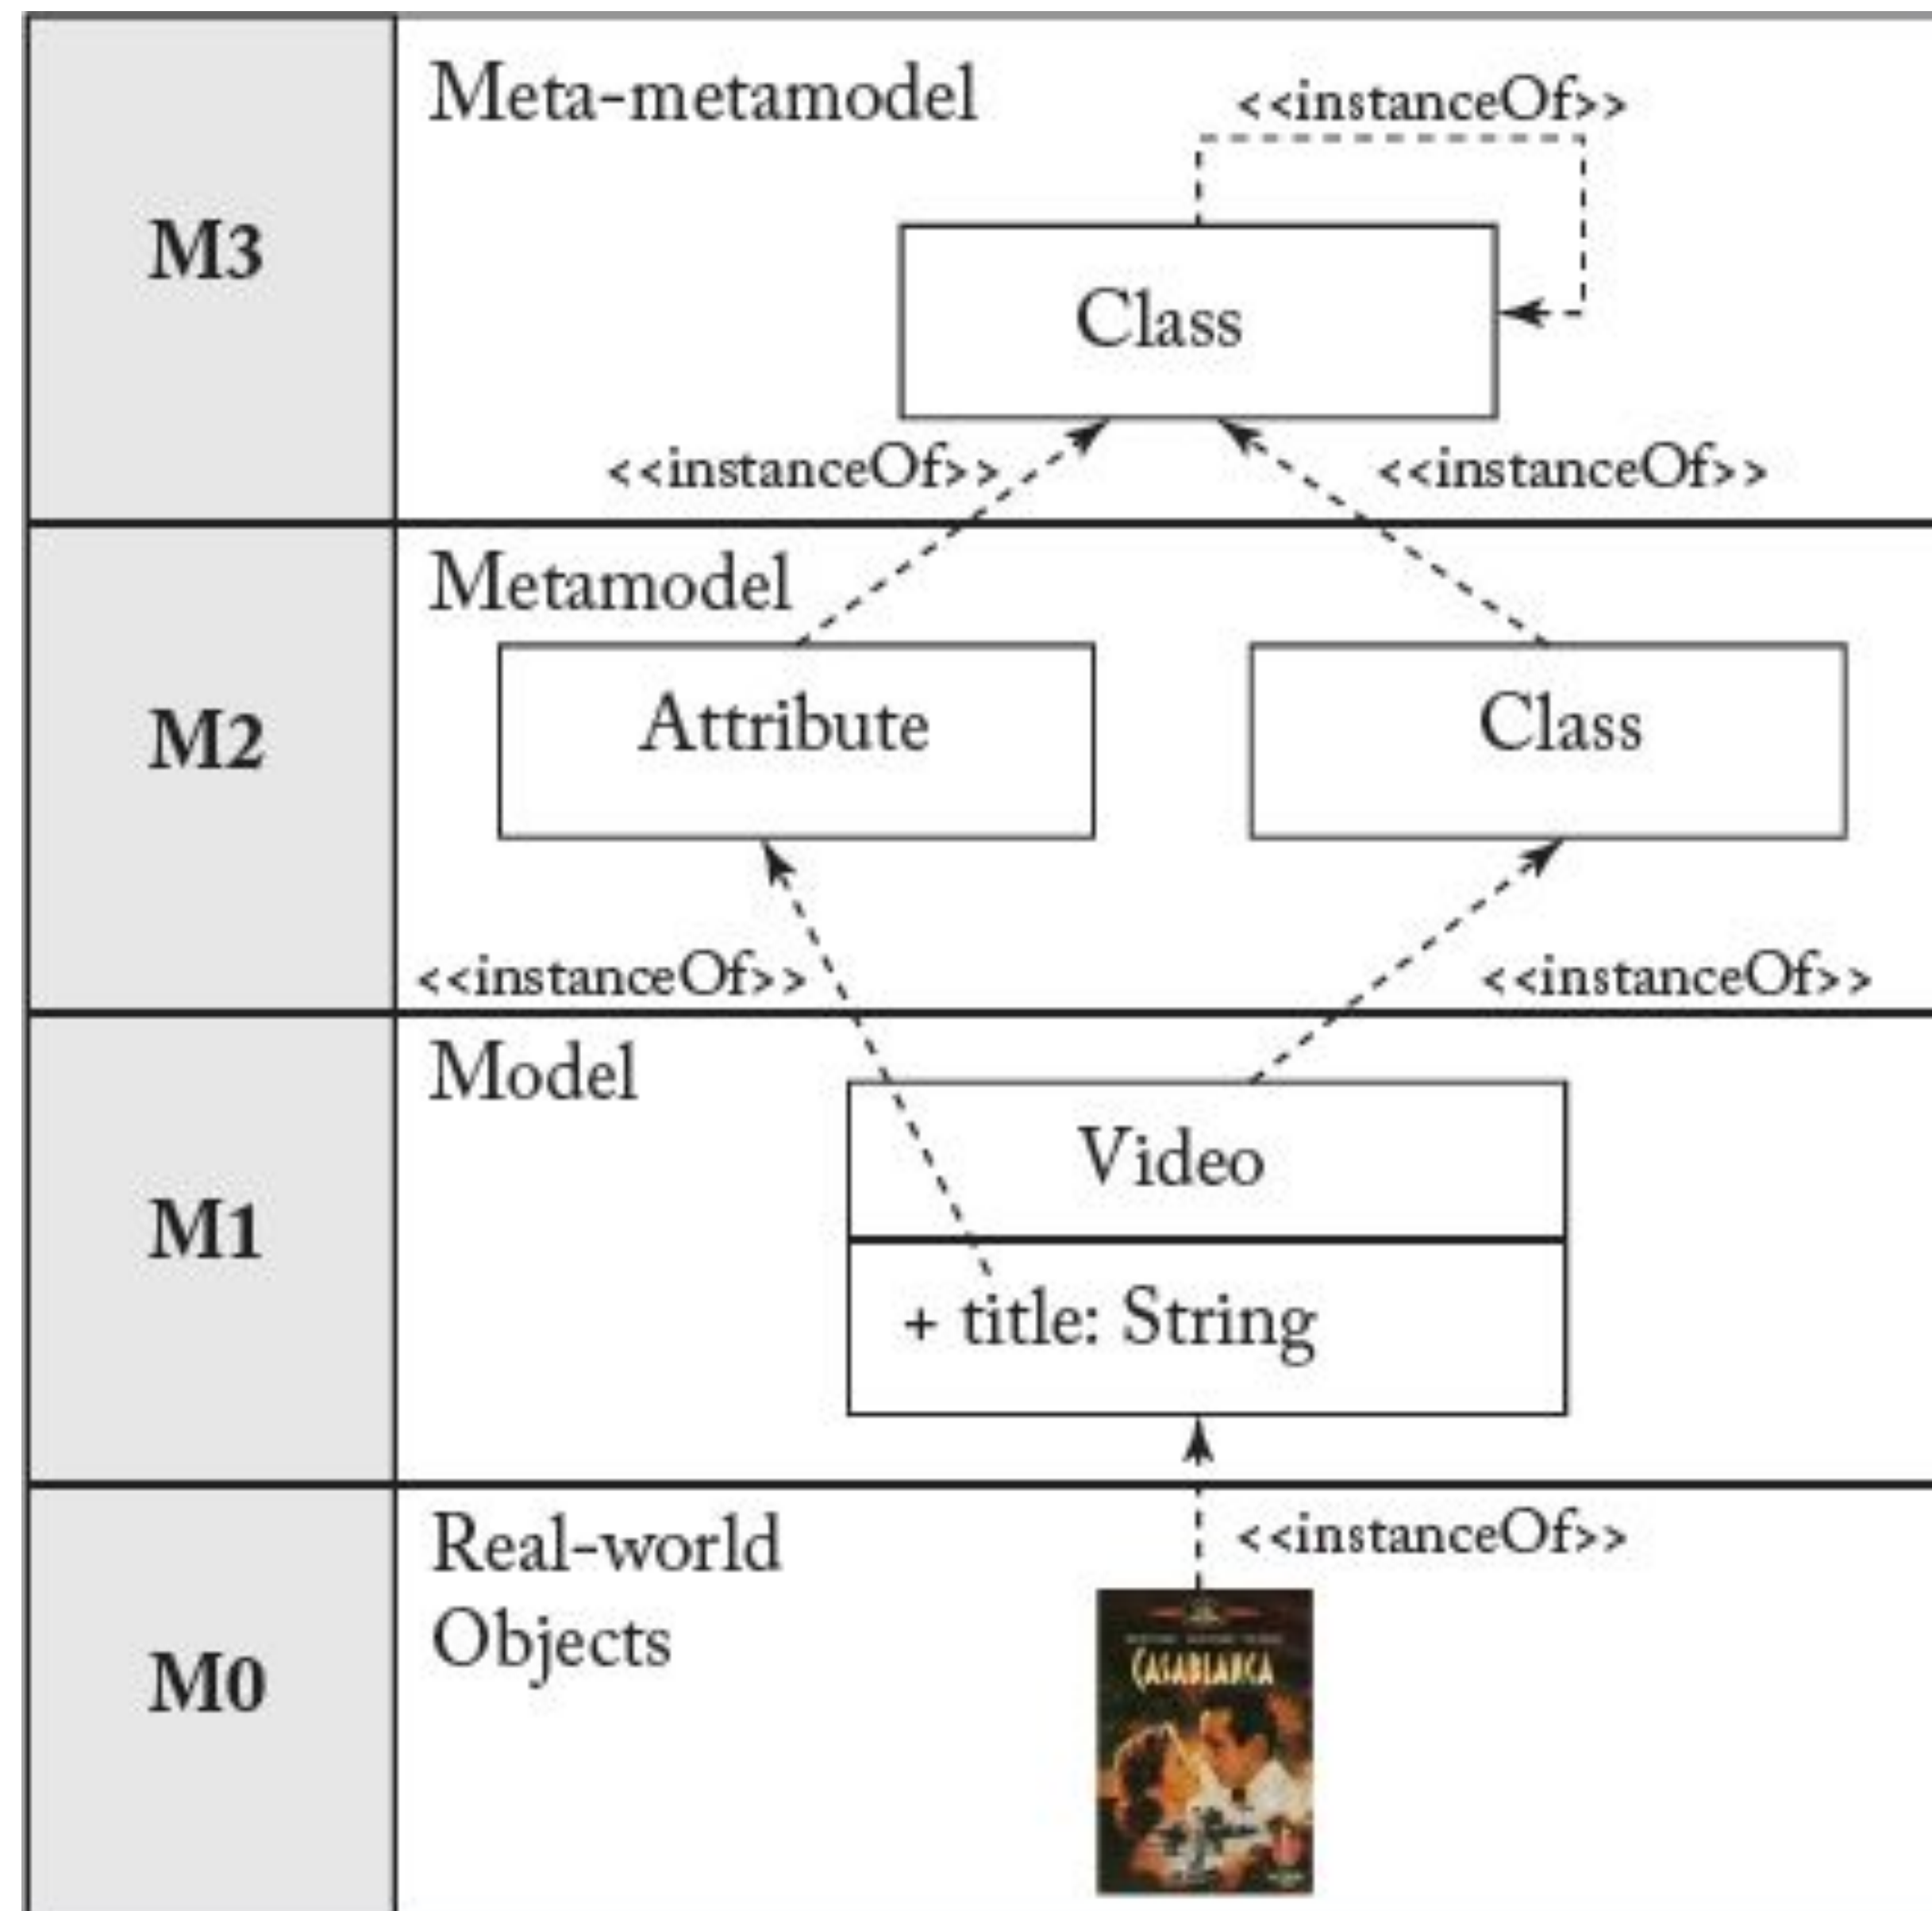 Meta-metamodel
<<instanceOf>>
M3
Class
<<instanceOf>>
<<instanceOf>>
Metamodel
M2
Attribute
Class
<<instanceOf>>
<<instanceOf>>
Model
Video
M1
+ title: String
Real-world
<<instanceOf>>
Objects
M0
CASABLANCA